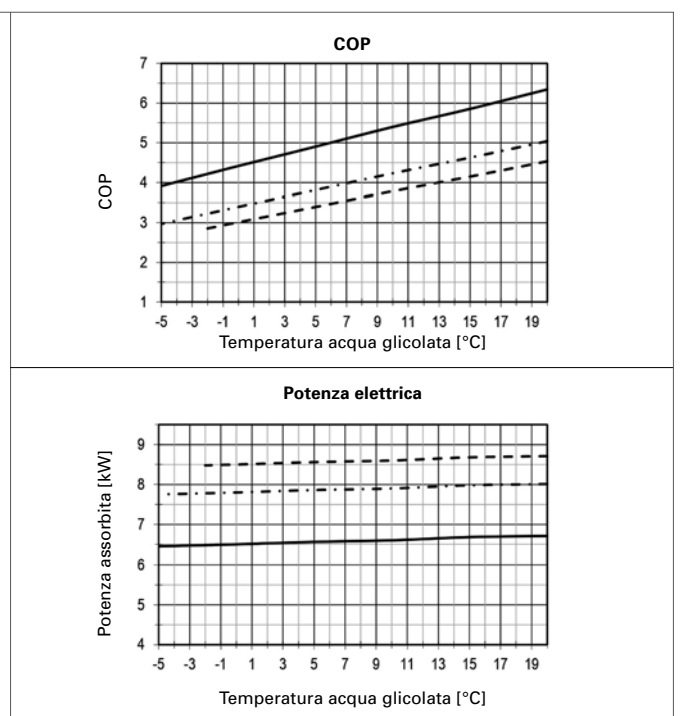 COP
7
6
5
4
3
2
1
COP
-5 -3 -1 1 3 5 7 9 11 13 15 17 19
Temperatura acqua glicolata [°C]
Potenza elettrica
9
8
7
6
5
4
Potenza assorbita [kW]
-5 -3 -1 1 3 5 7 9 11 13 15 17 19
Temperatura acqua glicolata [°C]